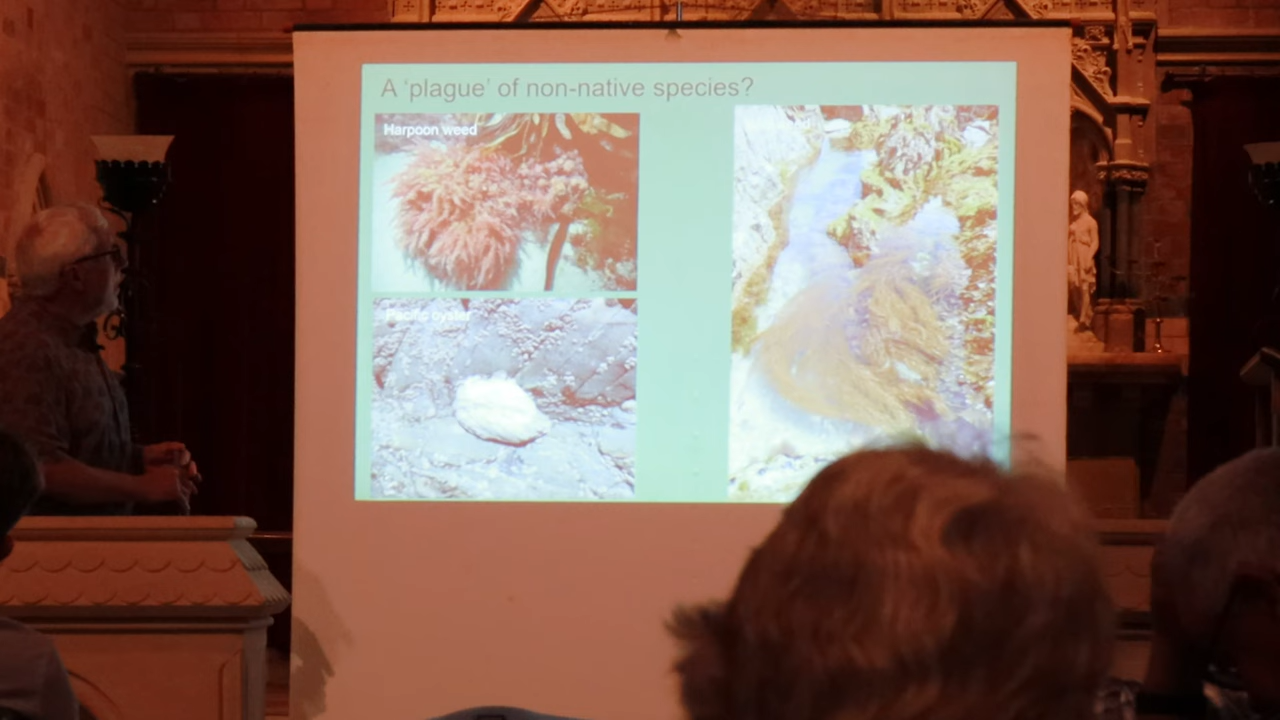 A ‘plague’ of non-native species?
Harpoon weed
Pacific oyster